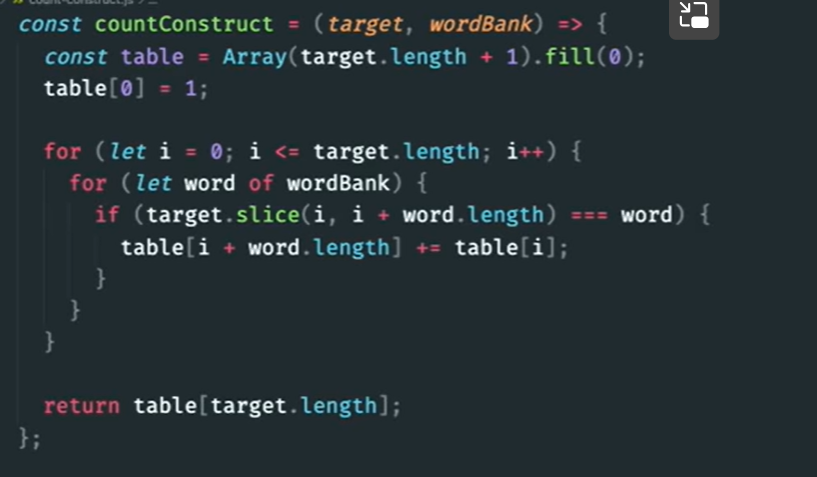 const countConstruct = (target, wordBank) => {
const table = Array(target.length + 1).fill(0);
table[0] = 1;
for (let i = 0; i <= target.length; i++) {
for (let word of wordBank) {
if (target.slice(i, i + word.length) === word) {
table[i + word.length] += table[i];
}
}
}
return table[target.length];
};